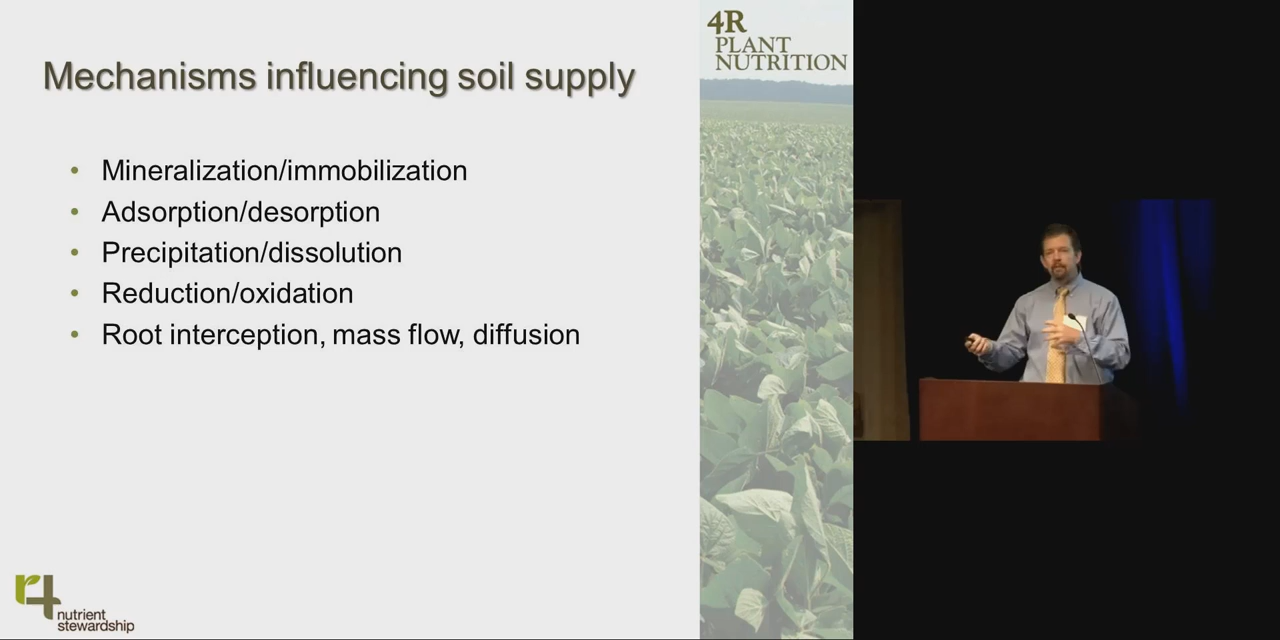 Mechanisms influencing soil supply
• Mineralization/immobilization
• Adsorption/desorption
• Precipitation/dissolution
• Reduction/oxidation
• Root interception, mass flow, diffusion
4R
PLANT
NUTRITION
r4
nutrient
stewardship